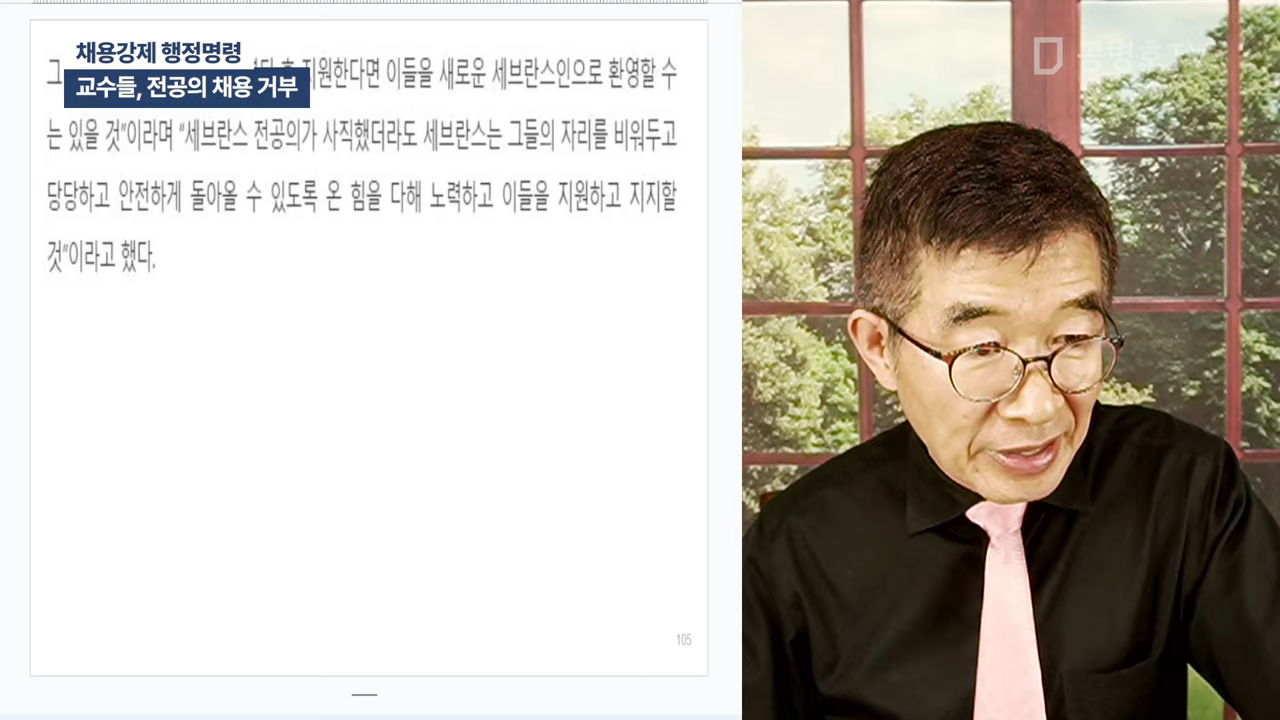 채용강제 행정명령
교수들, 전공의 채용 거부
그 후 지원한다면 이들을 새로운 세브란스인으로 환영할 수
는 있을 것"이라며 "세브란스 전공의가 사직했더라도 세브란스는 그들의 자리를 비워두고
당당하고 안전하게 돌아올 수 있도록 온 힘을 다해 노력하고 이들을 지원하고 지지할
것"이라고 했다.
105